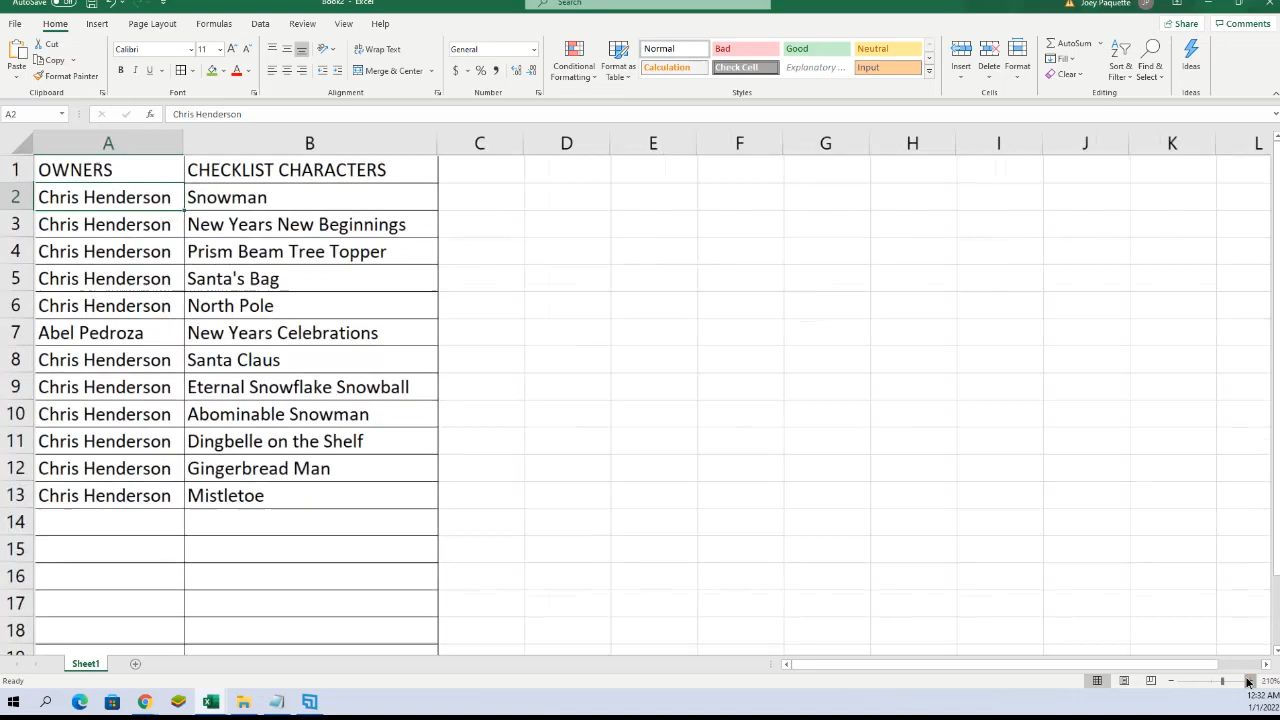 AutoSave Off Book2 - Excel Search Joey Paquette JP
File Home Insert Page Layout Formulas Data Review View Help Share Comments
Paste Cut Copy Format Painter Clipboard
Calibri 11 B I U A Font
Wrap Text Merge & Center Alignment
General $ % Number
Conditional Formatting Format as Table
Normal Bad Good Neutral
Calculation Check Cell Explanatory ... Input
Styles
Insert Delete Format Cells
AutoSum Fill Clear Sort & Filter Find & Select Editing
Ideas Ideas
A2 fx Chris Henderson
A B C D E F G H I J K L
1 OWNERS CHECKLIST CHARACTERS
2 Chris Henderson Snowman
3 Chris Henderson New Years New Beginnings
4 Chris Henderson Prism Beam Tree Topper
5 Chris Henderson Santa's Bag
6 Chris Henderson North Pole
7 Abel Pedroza New Years Celebrations
8 Chris Henderson Santa Claus
9 Chris Henderson Eternal Snowflake Snowball
10 Chris Henderson Abominable Snowman
11 Chris Henderson Dingbelle on the Shelf
12 Chris Henderson Gingerbread Man
13 Chris Henderson Mistletoe
14
15
16
17
18
Sheet1
Ready 210%
12:32 AM
1/1/2022